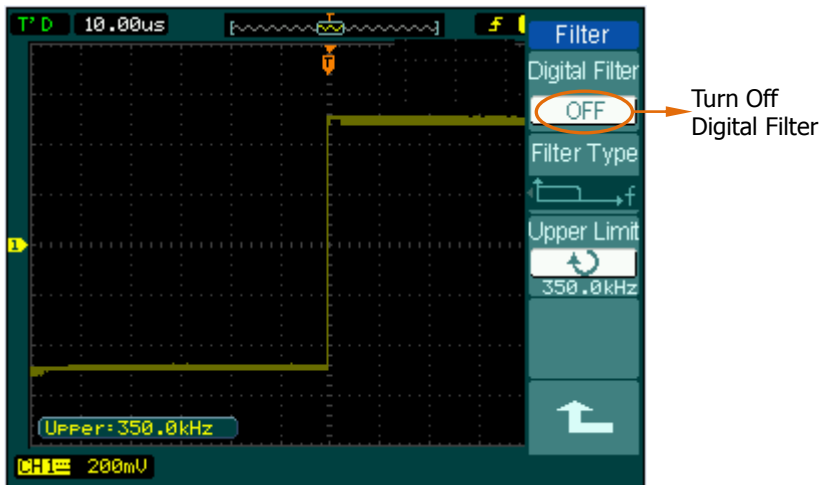 T'D 10.00us
T
T
1
Upper:350.0kHz
CH1 200mV
Filter
Digital Filter
OFF
Filter Type
f
Upper Limit
350.0kHz
Turn Off
Digital Filter